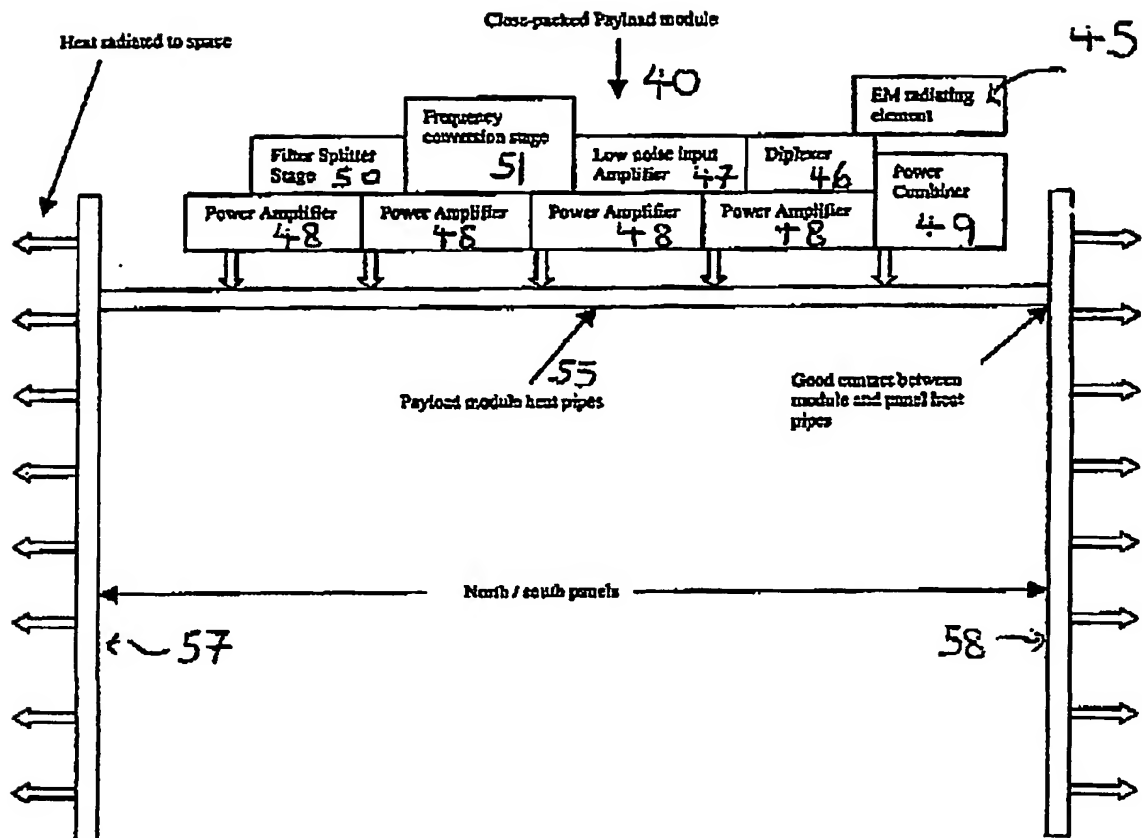 Close-packed Payload module
Heat radiated to space
40
45
EM radiating
element
Frequency
conversion stage
51
Filter Splitter
Stage 50
Low noise input
Amplifier 47
Diplexer
46
Power
Combiner
49
Power Amplifier
48
Power Amplifier
48
Power Amplifier
48
Power Amplifier
48
55
Payload module heat pipes
Good contact between
module and panel heat
pipes
North / south panels
57
58